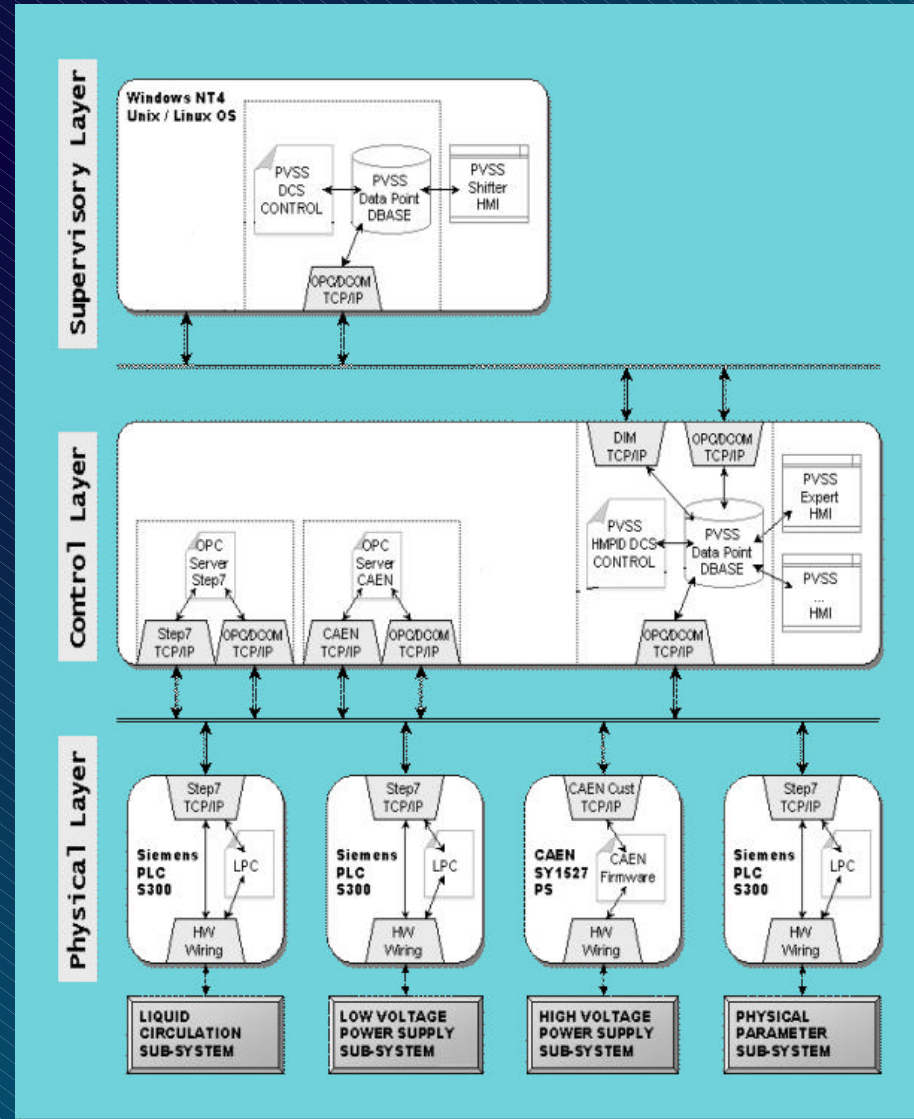 Supervisory Layer
Windows NT4
Unix / Linux OS
PVSS
DCS
CONTROL
PVSS
Data Point
DBASE
PVSS
Shifter
HMI
OPC/DCOM
TCP/IP
Control Layer
DIM
TCP/IP
OPC/DCOM
TCP/IP
PVSS
Expert
HMI
PVSS
HMPID DCS
CONTROL
PVSS
Data Point
DBASE
PVSS
...
HMI
OPC
Server
Step7
OPC
Server
CAEN
Step7
TCP/IP
OPC/DCOM
TCP/IP
CAEN
TCP/IP
OPC/DCOM
TCP/IP
OPC/DCOM
TCP/IP
Physical Layer
Step7
TCP/IP
Siemens
PLC
S300
LPC
HW
Wiring
Step7
TCP/IP
Siemens
PLC
S300
LPC
HW
Wiring
CAEN Cust
TCP/IP
CAEN
SY1527
PS
CAEN
Firmware
HW
Wiring
Step7
TCP/IP
Siemens
PLC
S300
LPC
HW
Wiring
LIQUID
CIRCULATION
SUB-SYSTEM
LOW VOLTAGE
POWER SUPPLY
SUB-SYSTEM
HIGH VOLTAGE
POWER SUPPLY
SUB-SYSTEM
PHYSICAL
PARAMETER
SUB-SYSTEM